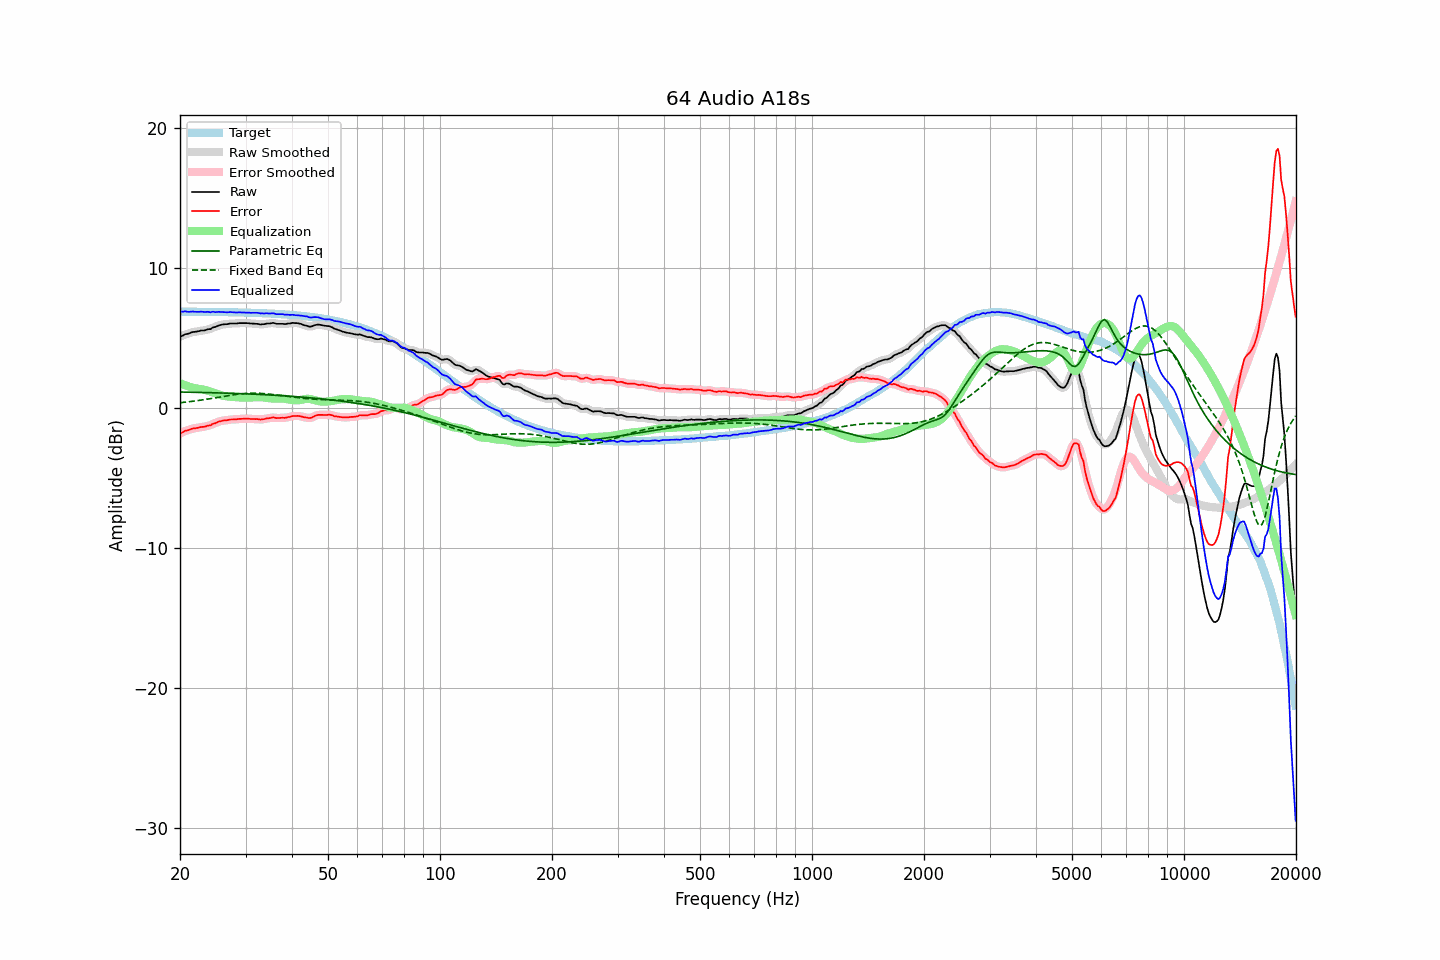 64 Audio A18s
Target
Raw Smoothed
Error Smoothed
Raw
Error
Equalization
Parametric Eq
Fixed Band Eq
Equalized
20
10
0
−10
−20
−30
Amplitude (dBr)
20 50 100 200 500 1000 2000 5000 10000 20000
Frequency (Hz)